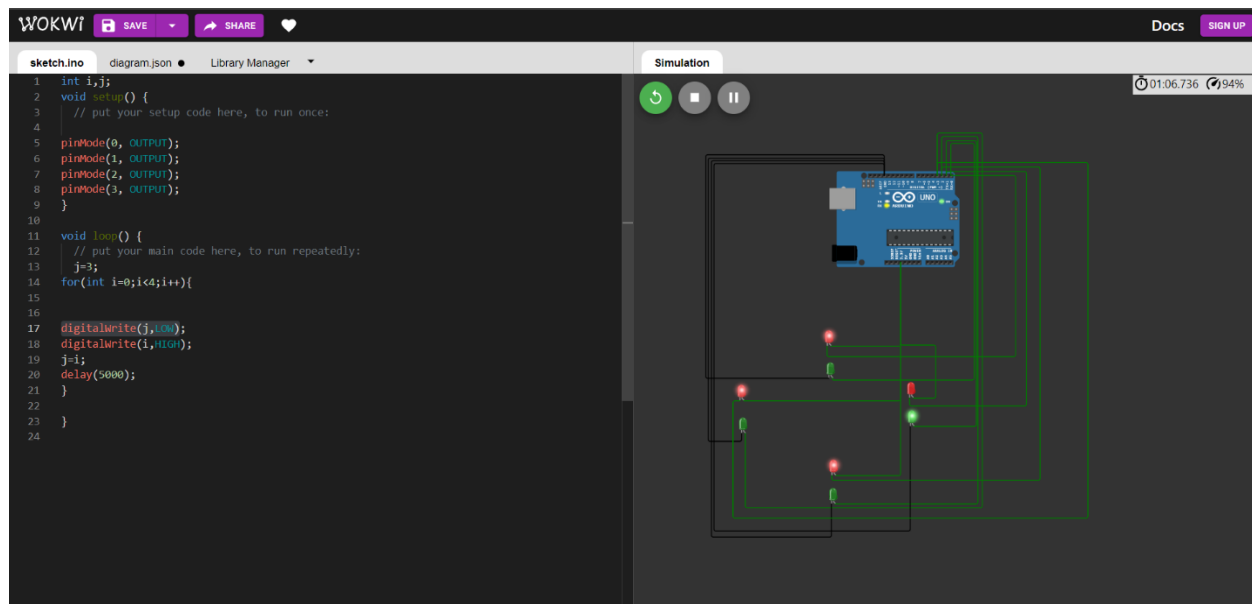 WOKWI SAVE SHARE Docs SIGN UP
sketch.ino diagram.json ● Library Manager
Simulation
1 int i,j;
2 void setup() {
3 // put your setup code here, to run once:
4
5 pinMode(0, OUTPUT);
6 pinMode(1, OUTPUT);
7 pinMode(2, OUTPUT);
8 pinMode(3, OUTPUT);
9 }
10
11 void loop() {
12 // put your main code here, to run repeatedly:
13 j=3;
14 for(int i=0;i<4;i++){
15
16
17 digitalWrite(j,LOW);
18 digitalWrite(i,HIGH);
19 j=i;
20 delay(5000);
21 }
22
23 }
24
01:06.736 94%
UNO